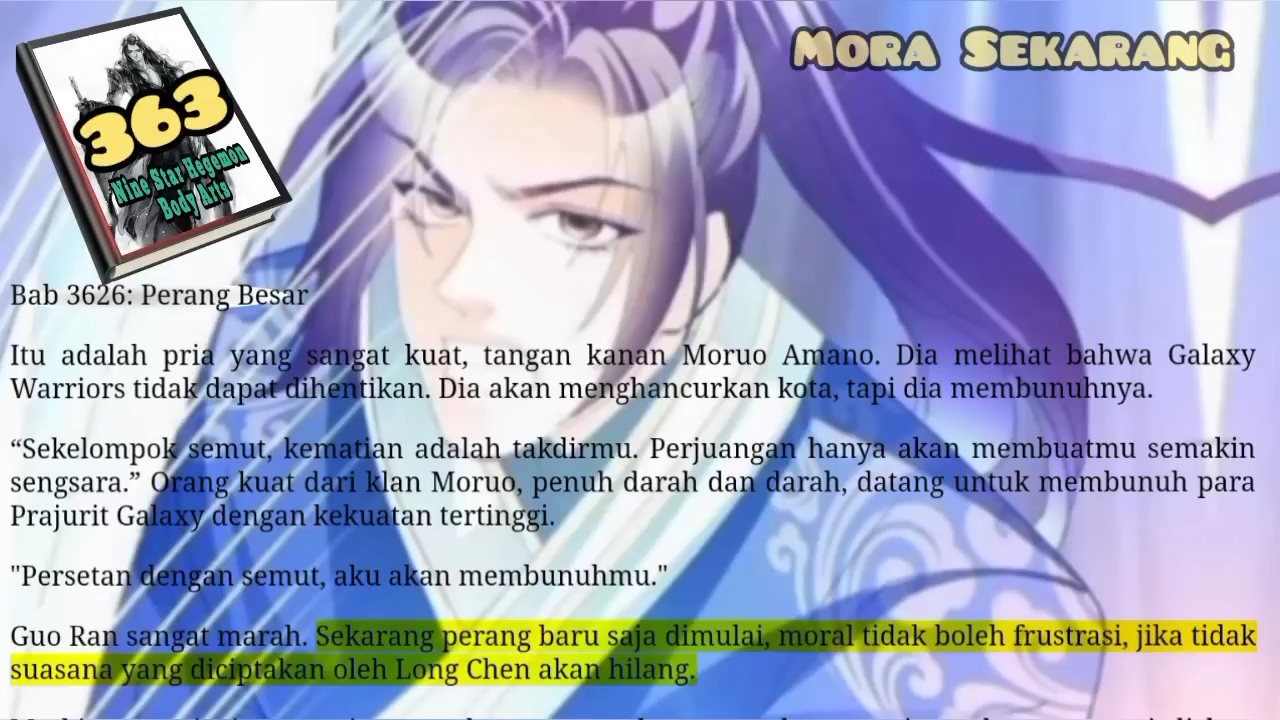 MORA SEKARANG
363
Nine Star Hegemon
Body Arts
Bab 3626: Perang Besar
Itu adalah pria yang sangat kuat, tangan kanan Moruo Amano. Dia melihat bahwa Galaxy
Warriors tidak dapat dihentikan. Dia akan menghancurkan kota, tapi dia membunuhnya.
“Sekelompok semut, kematian adalah takdirmu. Perjuangan hanya akan membuatmu semakin
sengsara.” Orang kuat dari klan Moruo, penuh darah dan darah, datang untuk membunuh para
Prajurit Galaxy dengan kekuatan tertinggi.
"Persetan dengan semut, aku akan membunuhmu."
Guo Ran sangat marah. Sekarang perang baru saja dimulai, moral tidak boleh frustrasi, jika tidak
suasana yang diciptakan oleh Long Chen akan hilang.